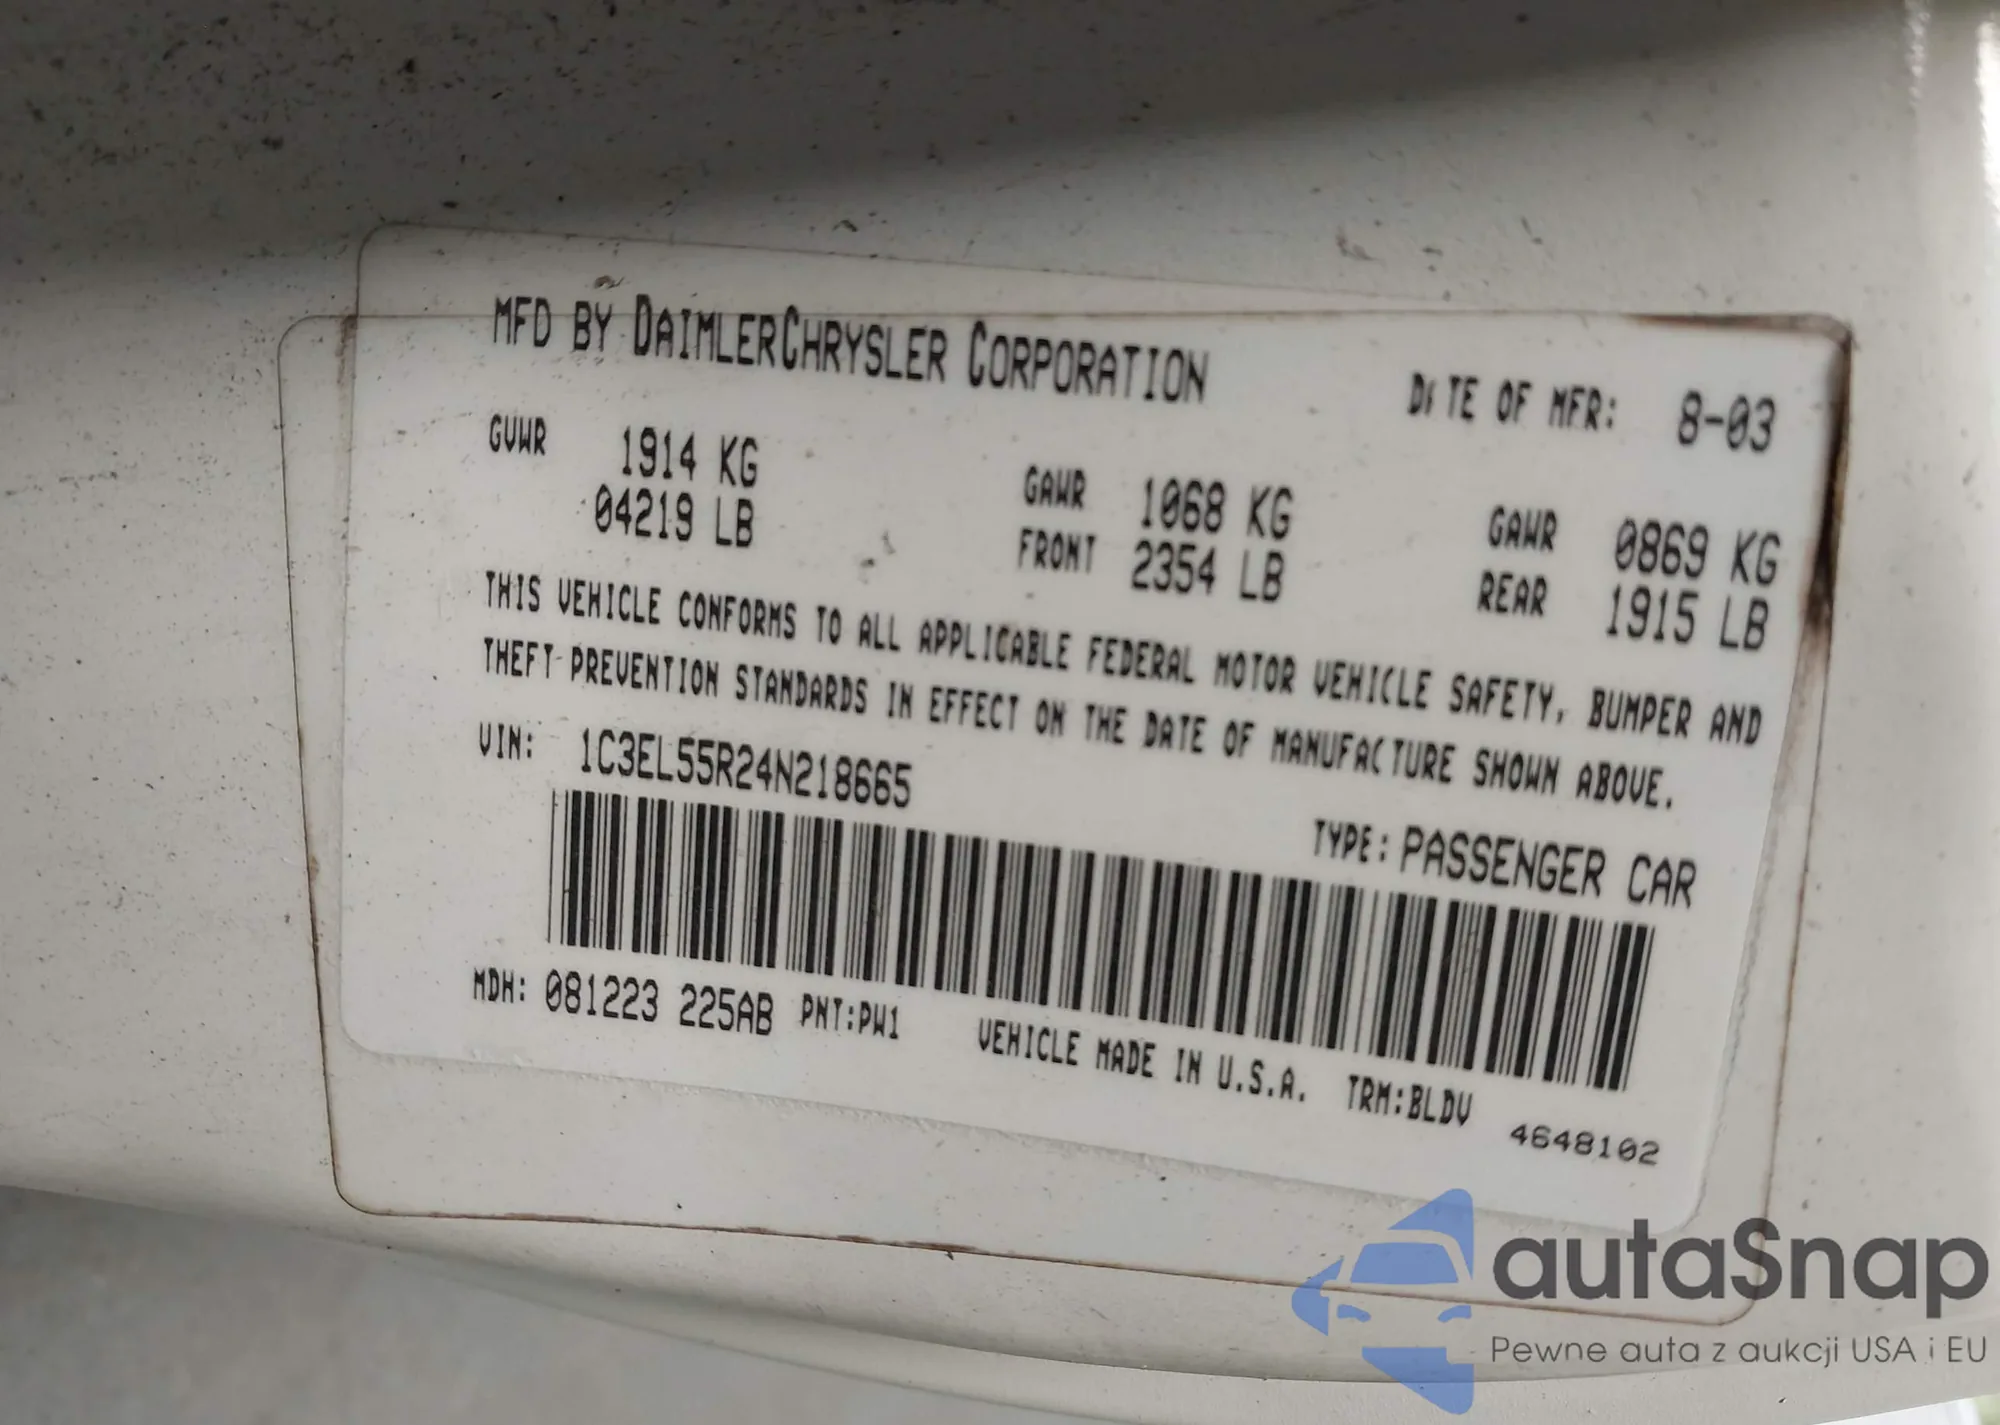 MFD BY DAIMLERCHRYSLER CORPORATION
DATE OF MFR: 8-03
GVWR 1914 KG
04219 LB
GAWR FRONT 1068 KG
2354 LB
GAWR REAR 0869 KG
1915 LB
THIS VEHICLE CONFORMS TO ALL APPLICABLE FEDERAL MOTOR VEHICLE SAFETY, BUMPER AND
THEFT PREVENTION STANDARDS IN EFFECT ON THE DATE OF MANUFACTURE SHOWN ABOVE.
VIN: 1C3EL55R24N218665
TYPE: PASSENGER CAR
MDH: 081223 225AB PNT:PW1 VEHICLE MADE IN U.S.A. TRM:BLDV
4648102
autaSnap
Pewne auta z aukcji USA i EU